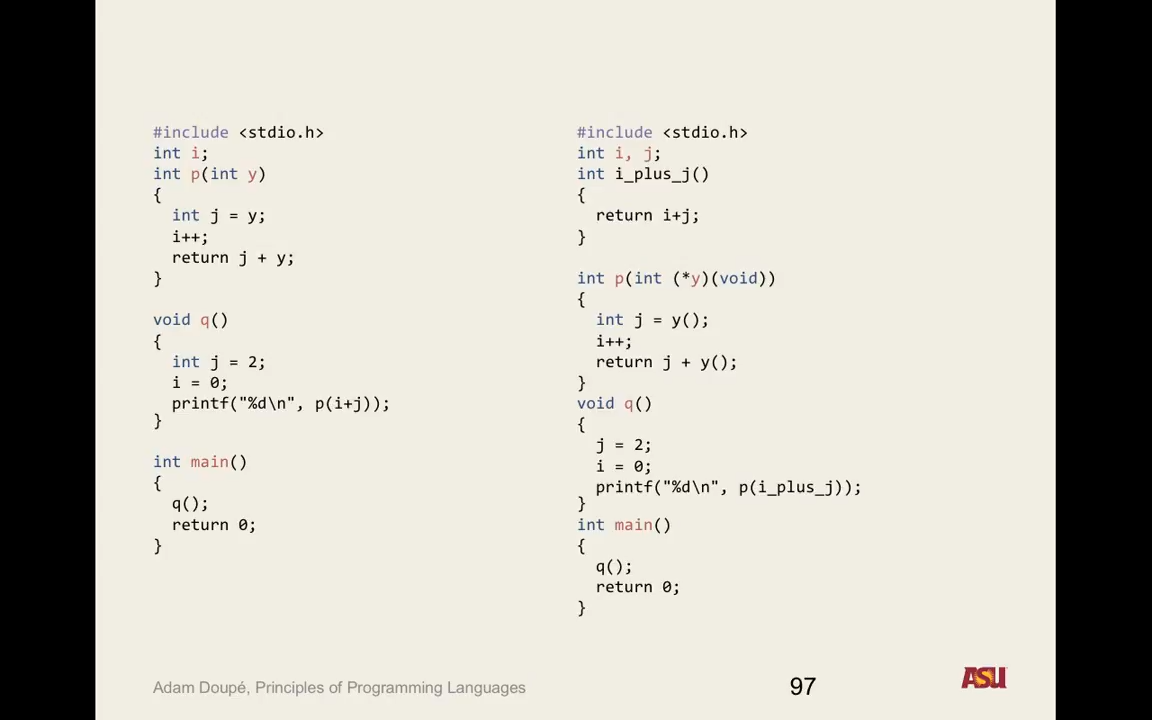 #include <stdio.h>
int i;
int p(int y)
{
  int j = y;
  i++;
  return j + y;
}
void q()
{
  int j = 2;
  i = 0;
  printf("%d\n", p(i+j));
}
int main()
{
  q();
  return 0;
}
#include <stdio.h>
int i, j;
int i_plus_j()
{
  return i+j;
}
int p(int (*y)(void))
{
  int j = y();
  i++;
  return j + y();
}
void q()
{
  j = 2;
  i = 0;
  printf("%d\n", p(i_plus_j));
}
int main()
{
  q();
  return 0;
}
Adam Doupé, Principles of Programming Languages
97
ASU